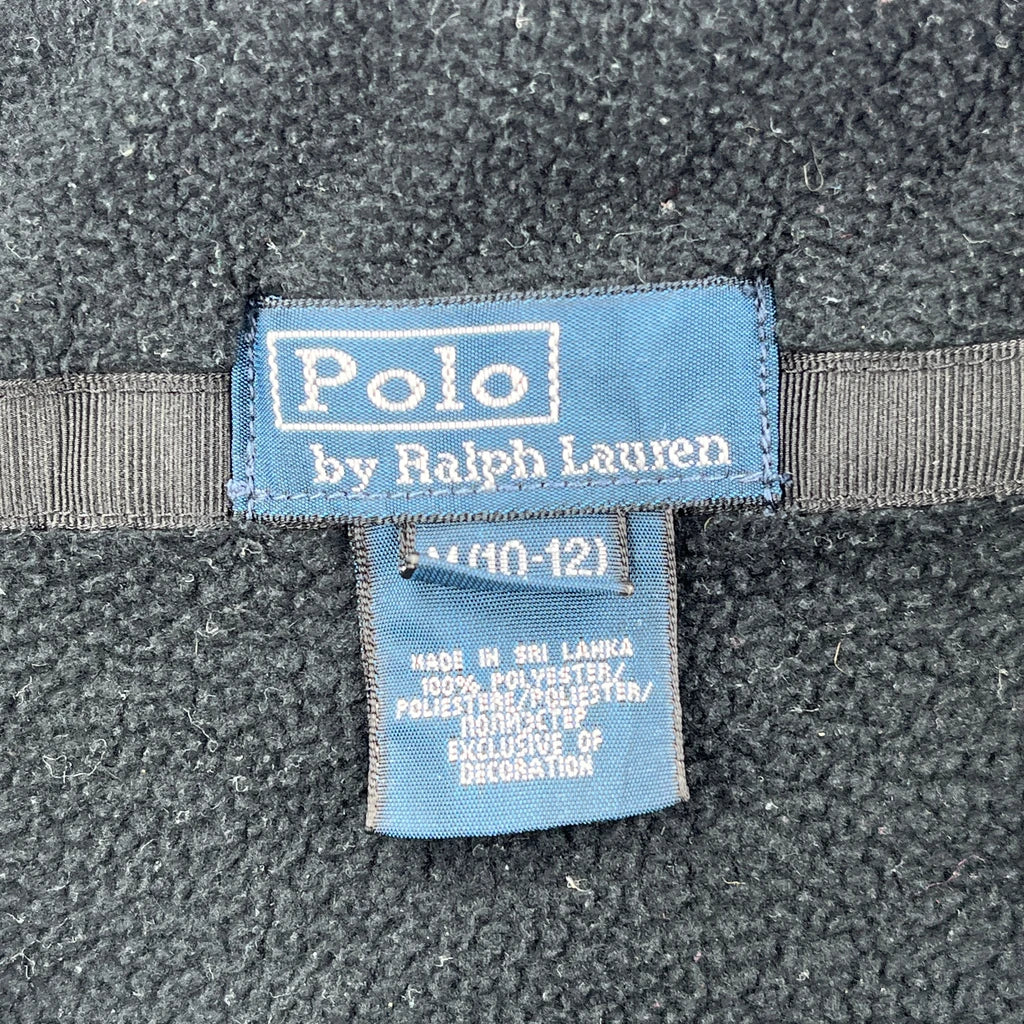 Polo
by Ralph Lauren
M (10-12)
MADE IN SRI LANKA
100% POLYESTER/
POLIESTERE/POLIESTER/
ПОЛИЭСТЕР
EXCLUSIVE OF
DECORATION